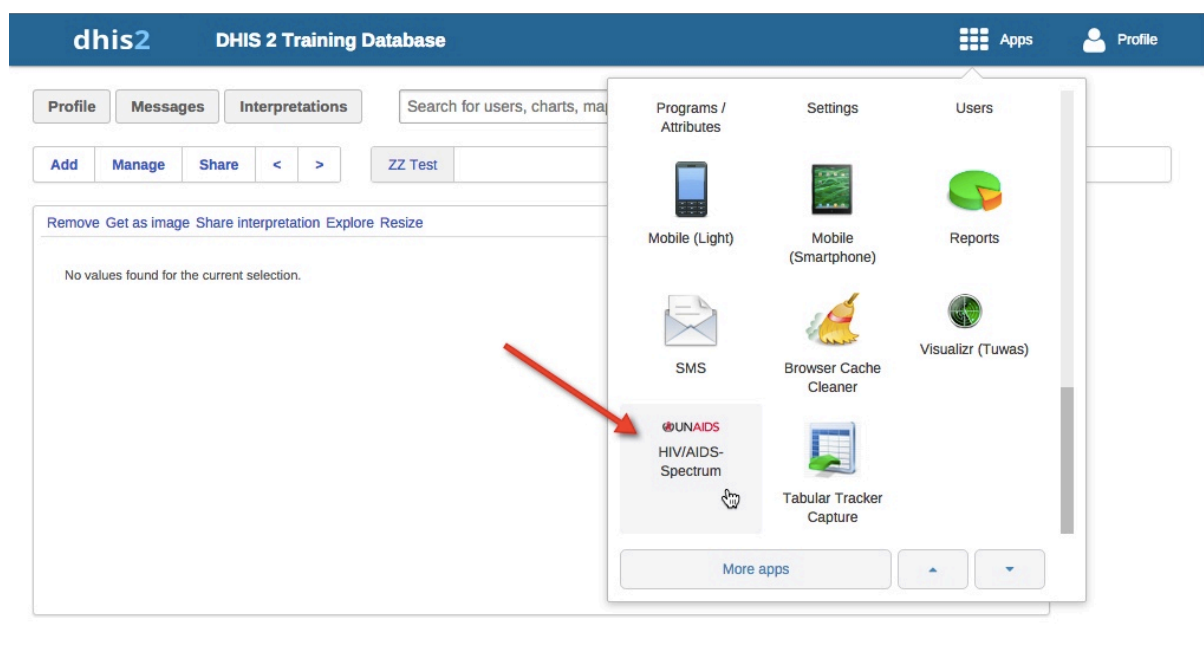 dhis2 DHIS 2 Training Database Apps Profile
Profile Messages Interpretations Search for users, charts, map
Add Manage Share < > ZZ Test
Remove Get as image Share interpretation Explore Resize
No values found for the current selection.
Programs / Attributes
Settings
Users
Mobile (Light)
Mobile
(Smartphone)
Reports
SMS
Browser Cache
Cleaner
Visualizr (Tuwas)
UNAIDS
HIV/AIDS-
Spectrum
Tabular Tracker
Capture
More apps